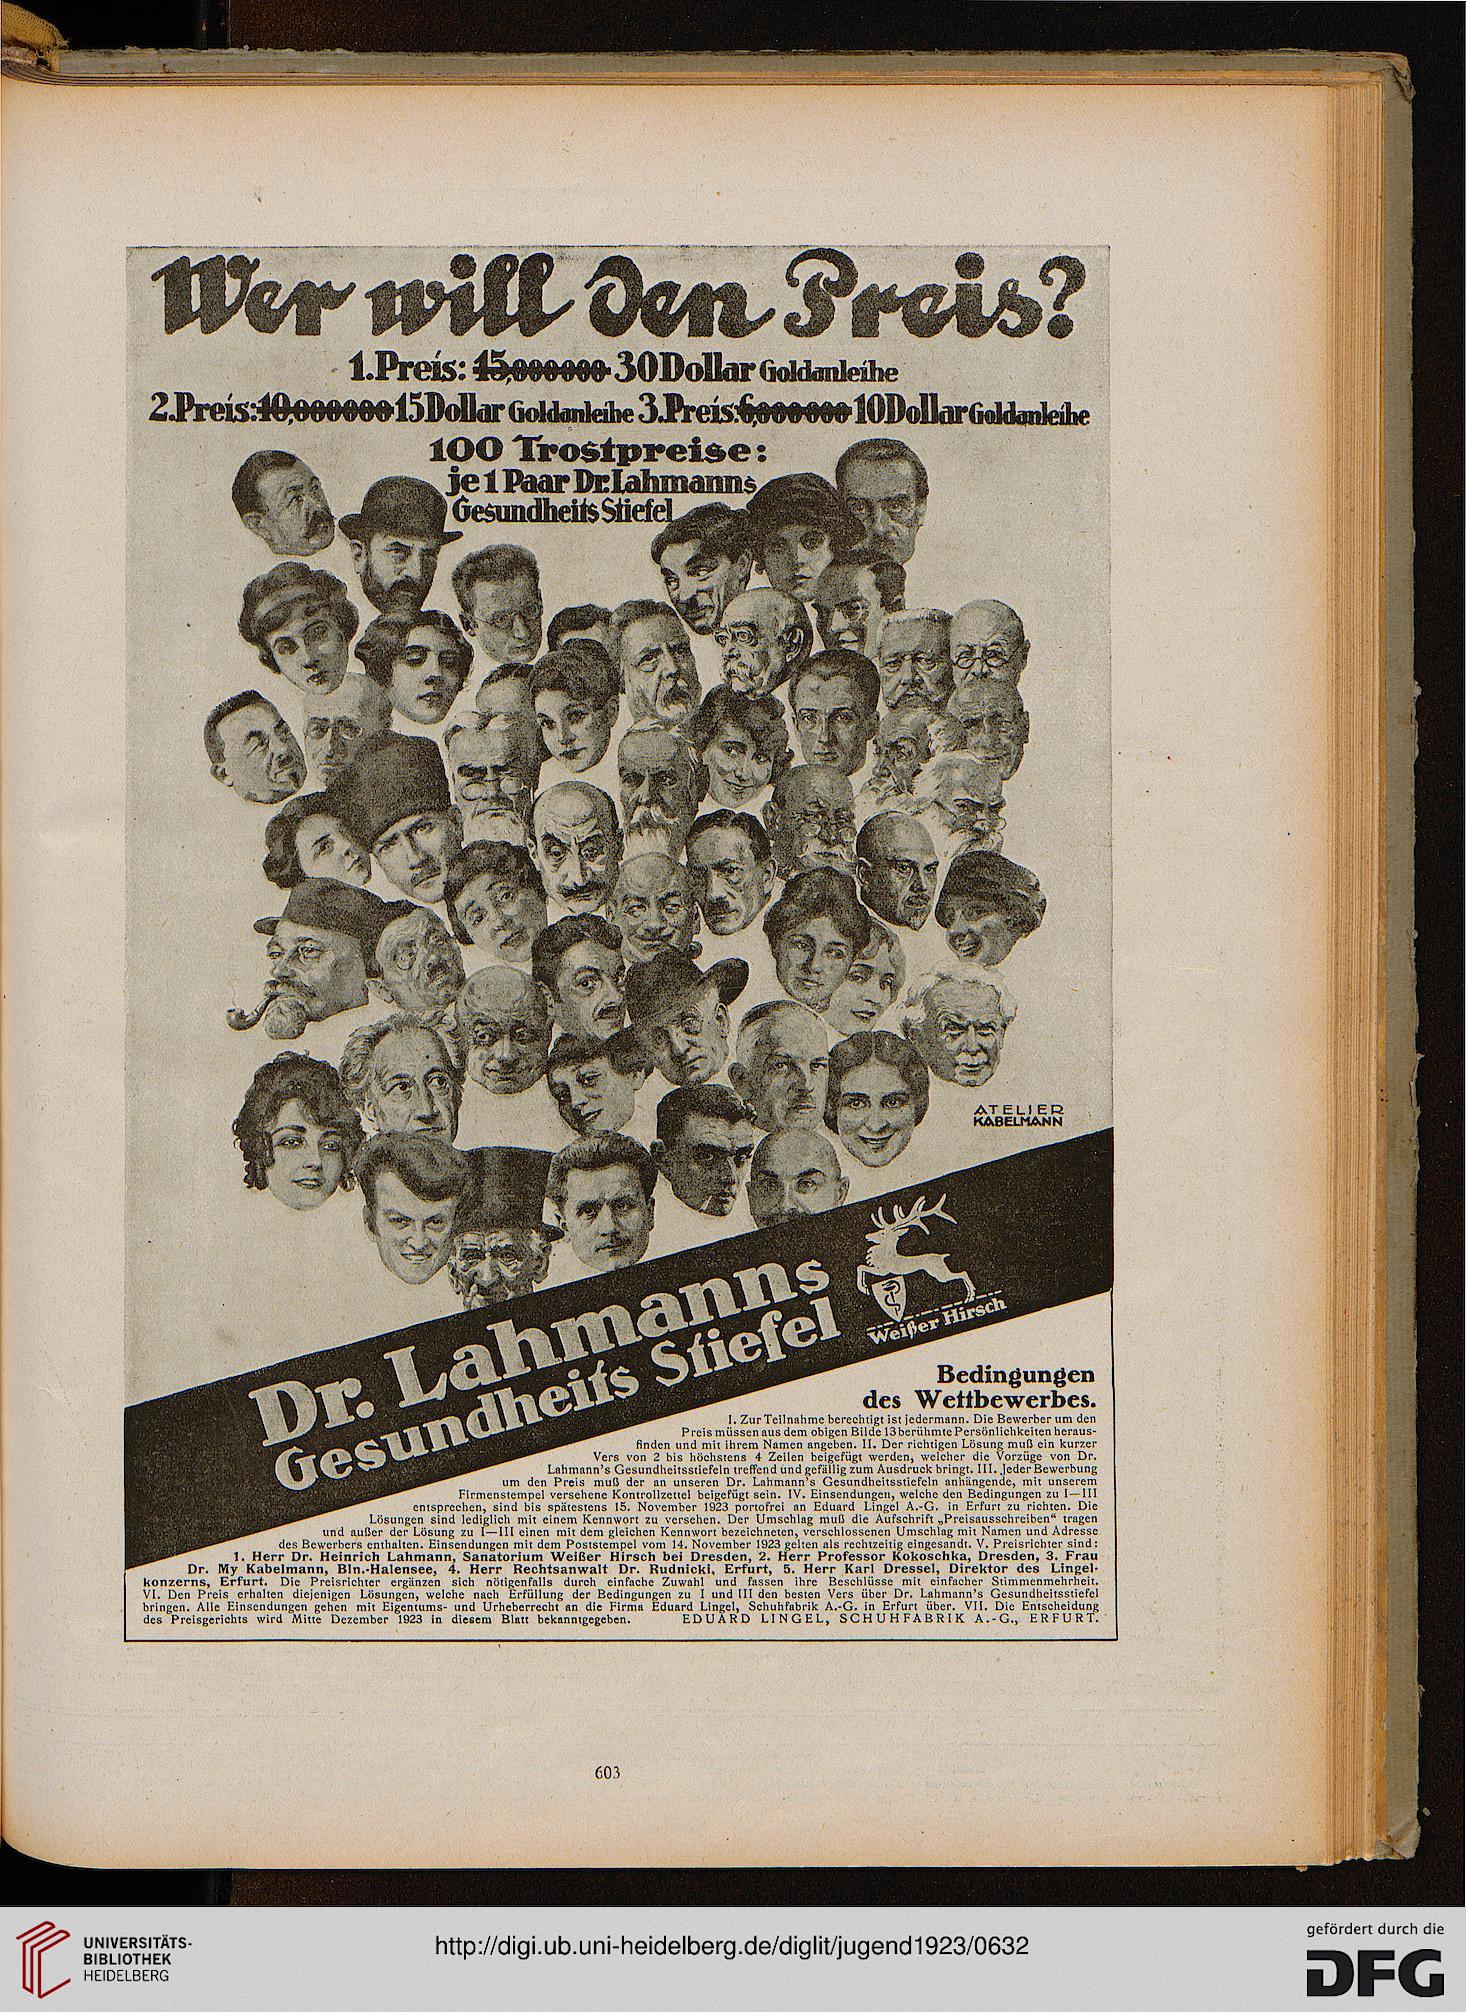 Wer will den Preis?
1. Preis: 15,000000 30 Dollar Goldanleihe
2. Preis: 10,000000 15 Dollar Goldanleihe 3. Preis: 6,000000 10 Dollar Goldanleihe
100 Trostpreise:
je 1 Paar Dr. Lahmanns
Gesundheits Stiefel
ATELIER
KABELMANN
Dr. Lahmanns
Gesundheits Stiefel
Weißer Hirsch
Bedingungen
des Wettbewerbes.
I. Zur Teilnahme berechtigt ist jedermann. Die Bewerber um den
Preis müssen aus dem obigen Bilde 13 berühmte Persönlichkeiten heraus-
finden und mit ihrem Namen angeben. II. Der richtigen Lösung muß ein kurzer
Vers von 2 bis höchstens 4 Zeilen beigefügt werden, welcher die Vorzüge von Dr.
Lahmann's Gesundheitsstiefeln treffend und gefällig zum Ausdruck bringt. III. Jeder Bewerbung
um den Preis muß der an unseren Dr. Lahmann's Gesundheitsstiefeln anhängende, mit unserem
Firmenstempel versehene Kontrollzettel beigefügt sein. IV. Einsendungen, welche den Bedingungen zu I—III
entsprechen, sind bis spätestens 15. November 1923 portofrei an Eduard Lingel A.-G. in Erfurt zu richten. Die
Lösungen sind lediglich mit einem Kennwort zu versehen. Der Umschlag muß die Aufschrift „Preisausschreiben“ tragen
und außer der Lösung zu I—III einen mit dem gleichen Kennwort bezeichneten, verschlossenen Umschlag mit Namen und Adresse
des Bewerbers enthalten. Einsendungen mit dem Poststempel vom 14. November 1923 gelten als rechtzeitig eingesandt. V. Preisrichter sind:
1. Herr Dr. Heinrich Lahmann, Sanatorium Weißer Hirsch bei Dresden, 2. Herr Professor Kokoschka, Dresden, 3. Frau
Dr. My Kabelmann, Bln.-Halensee, 4. Herr Rechtsanwalt Dr. Rudnicki, Erfurt, 5. Herr Karl Dressel, Direktor des Lingel-
konzerns, Erfurt. Die Preisrichter ergänzen sich nötigenfalls durch einfache Zuwahl und fassen ihre Beschlüsse mit einfacher Stimmenmehrheit.
VI. Den Preis erhalten diejenigen Lösungen, welche nach Erfüllung der Bedingungen zu I und III den besten Vers über Dr. Lahmann's Gesundheitsstiefel
bringen. Alle Einsendungen gehen mit Eigentums- und Urheberrecht an die Firma Eduard Lingel, Schuhfabrik A.-G. in Erfurt über. VII. Die Entscheidung
des Preisgerichts wird Mitte Dezember 1923 in diesem Blatt bekanntgegeben. EDUARD LINGEL, SCHUHFABRIK A.-G., ERFURT.
603
UNIVERSITÄTS-
BIBLIOTHEK
HEIDELBERG
http://digi.ub.uni-heidelberg.de/diglit/jugend1923/0632
gefördert durch die
DFG